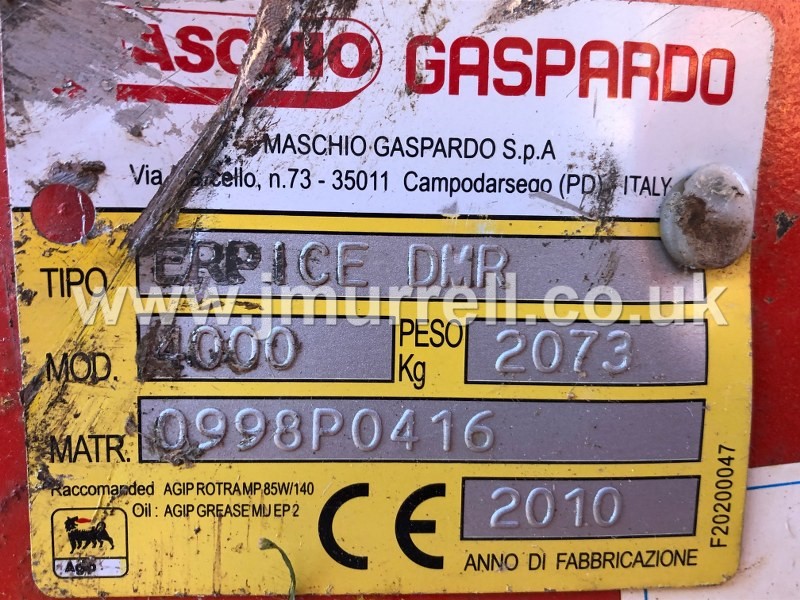 MASCHIO GASPARDO
MASCHIO GASPARDO S.p.A
Via Marcello, n.73 - 35011 Campodarsego (PD) ITALY
TIPO ERPICE DMR
www.jmurrell.co.uk
MOD. 4000 PESO Kg 2073
MATR. 0998P0416
Raccomanded AGIP ROTRA MP 85W/140
Oil : AGIP GREASE MU EP 2
Agip
CE
2010
ANNO DI FABBRICAZIONE
F20200047